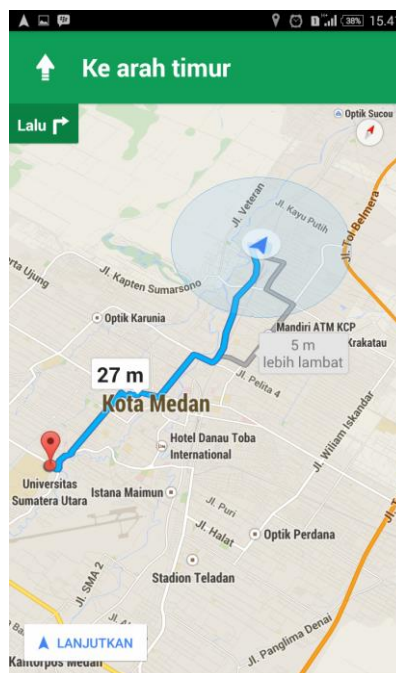 38% 15.4
Ke arah timur
Lalu
Optik Sucou
Jl. Veteran
Jl. Kayu Putih
Jl. Tol Belmera
rta Ujung
Jl. Kapten Sumarsono
Optik Karunia
Mandiri ATM KCP
Krakatau
5 m
lebih lambat
27 m
Jl. Pelita 4
Kota Medan
Hotel Danau Toba
International
Jl. Wiliam Iskandar
Universitas
Sumatera Utara
Istana Maimun
Jl. Puri
Jl. Halat
Optik Perdana
Stadion Teladan
Jl. SMA 2
LANJUTKAN
Kantorpos Medan
Jl. Panglima Denai